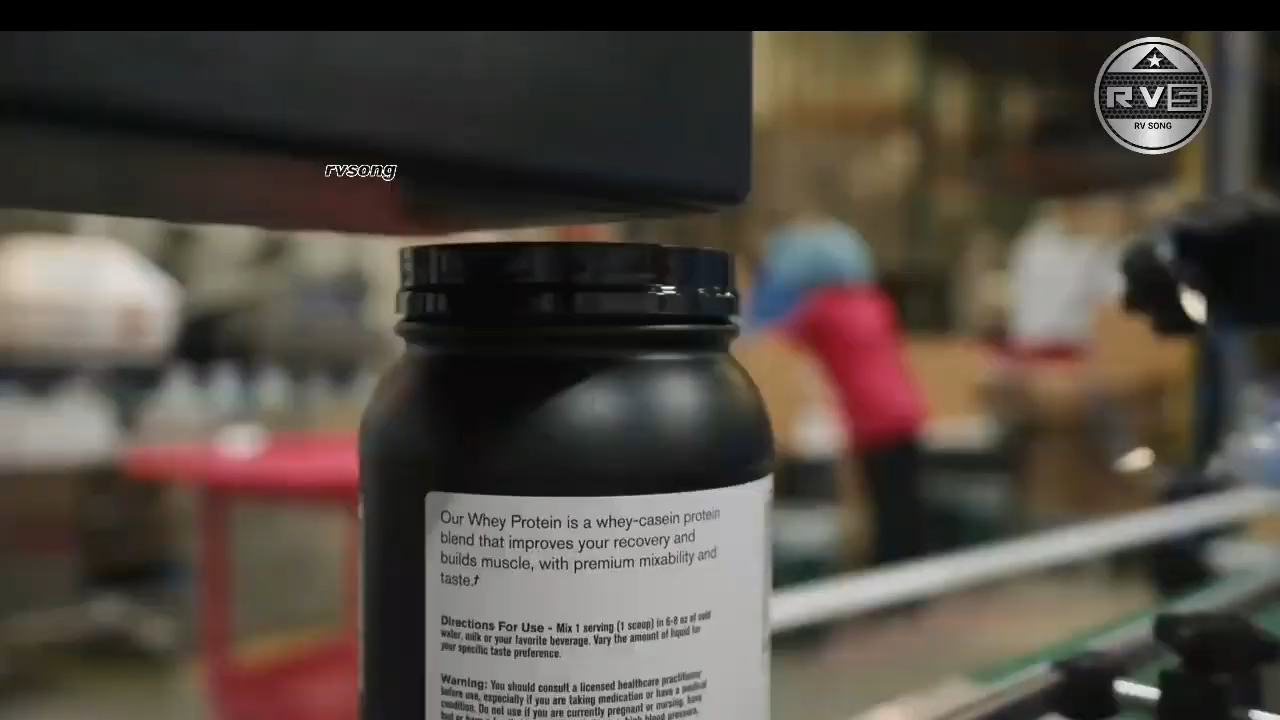 RVS
RV SONG
rvsong
Our Whey Protein is a whey-casein protein
blend that improves your recovery and
builds muscle, with premium mixability and
taste.†
Directions For Use - Mix 1 serving (1 scoop) in 6-8 oz of cold
water, milk or your favorite beverage. Vary the amount of liquid for
your specific taste preference.
Warning: You should consult a licensed healthcare practitioner
before use, especially if you are taking medication or have a medical
condition. Do not use if you are currently pregnant or nursing, have
high blood pressure,